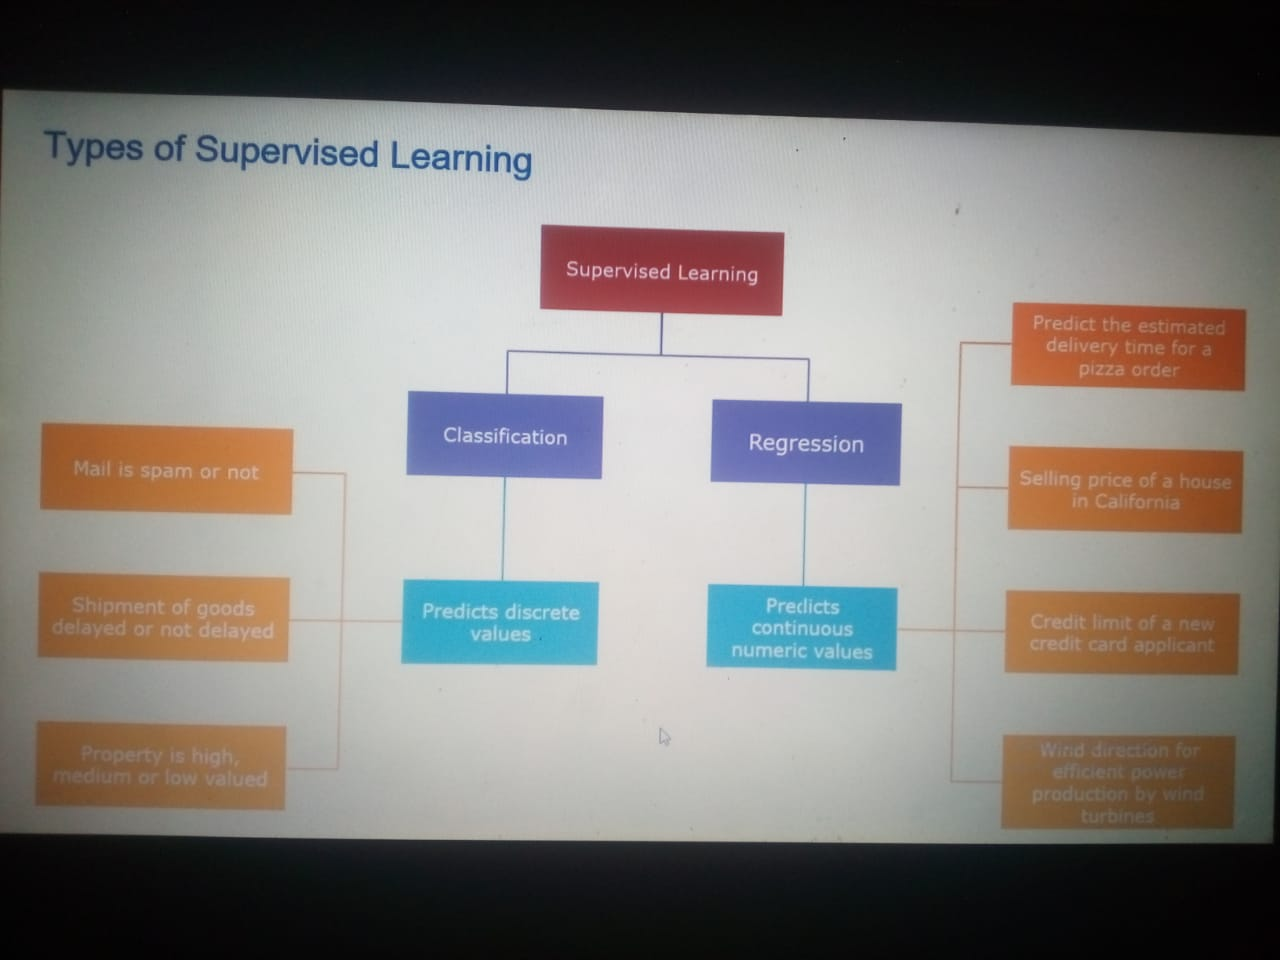 Types of Supervised Learning
Supervised Learning
Classification
Regression
Mail is spam or not
Shipment of goods
delayed or not delayed
Property is high,
medium or low valued
Predicts discrete
values
Predicts
continuous
numeric values
Predict the estimated
delivery time for a
pizza order
Selling price of a house
in California
Credit limit of a new
credit card applicant
Wind direction for
efficient power
production by wind
turbines